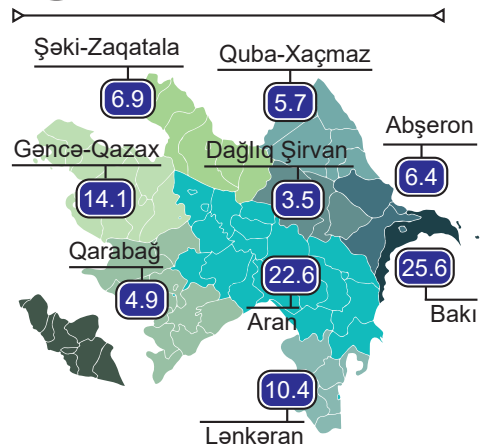 Şəki-Zaqatala
6.9
Quba-Xaçmaz
5.7
Abşeron
6.4
Gəncə-Qazax
14.1
Dağlıq Şirvan
3.5
Qarabağ
4.9
22.6
Aran
25.6
Bakı
10.4
Lənkəran